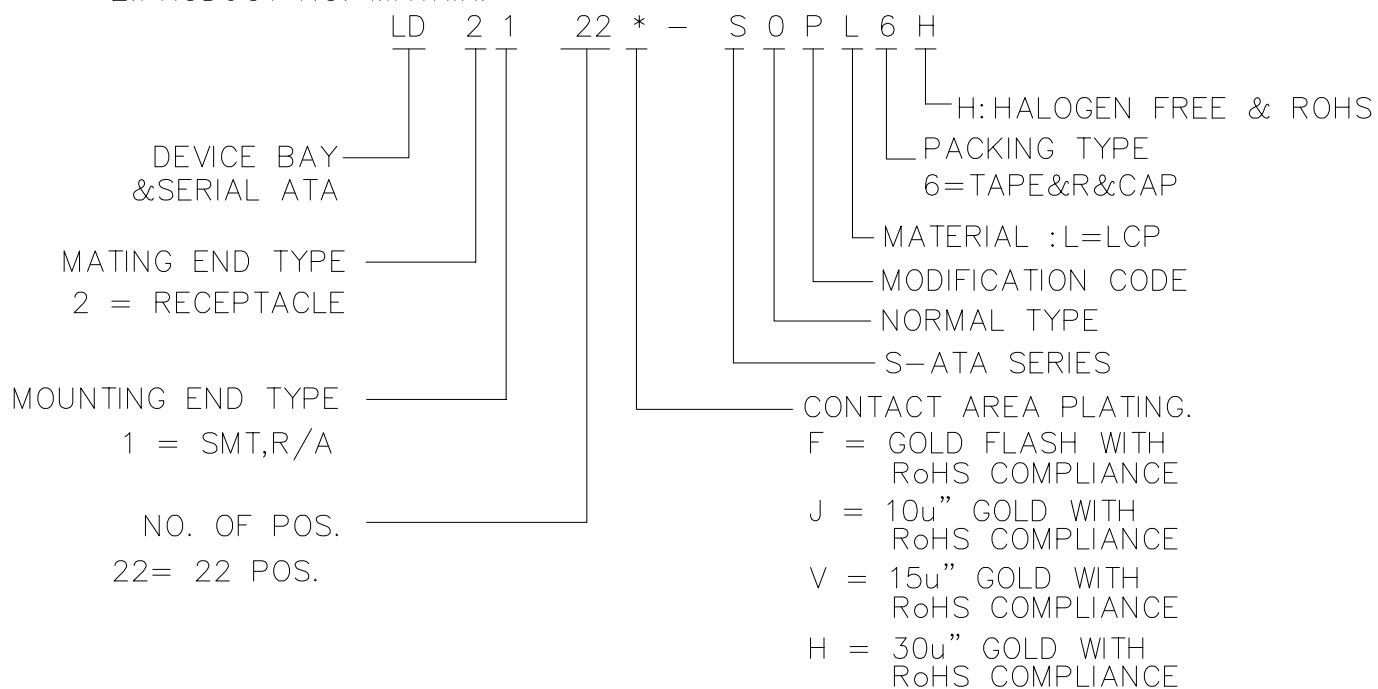 LD 2 1 22 * - S 0 P L 6 H
H:HALOGEN FREE & ROHS
DEVICE BAY
&SERIAL ATA
PACKING TYPE
6=TAPE&R&CAP
MATERIAL :L=LCP
MATING END TYPE
2 = RECEPTACLE
MODIFICATION CODE
NORMAL TYPE
S-ATA SERIES
MOUNTING END TYPE
1 = SMT,R/A
CONTACT AREA PLATING.
F = GOLD FLASH WITH
RoHS COMPLIANCE
J = 10u" GOLD WITH
RoHS COMPLIANCE
NO. OF POS.
22= 22 POS.
V = 15u" GOLD WITH
RoHS COMPLIANCE
H = 30u" GOLD WITH
RoHS COMPLIANCE